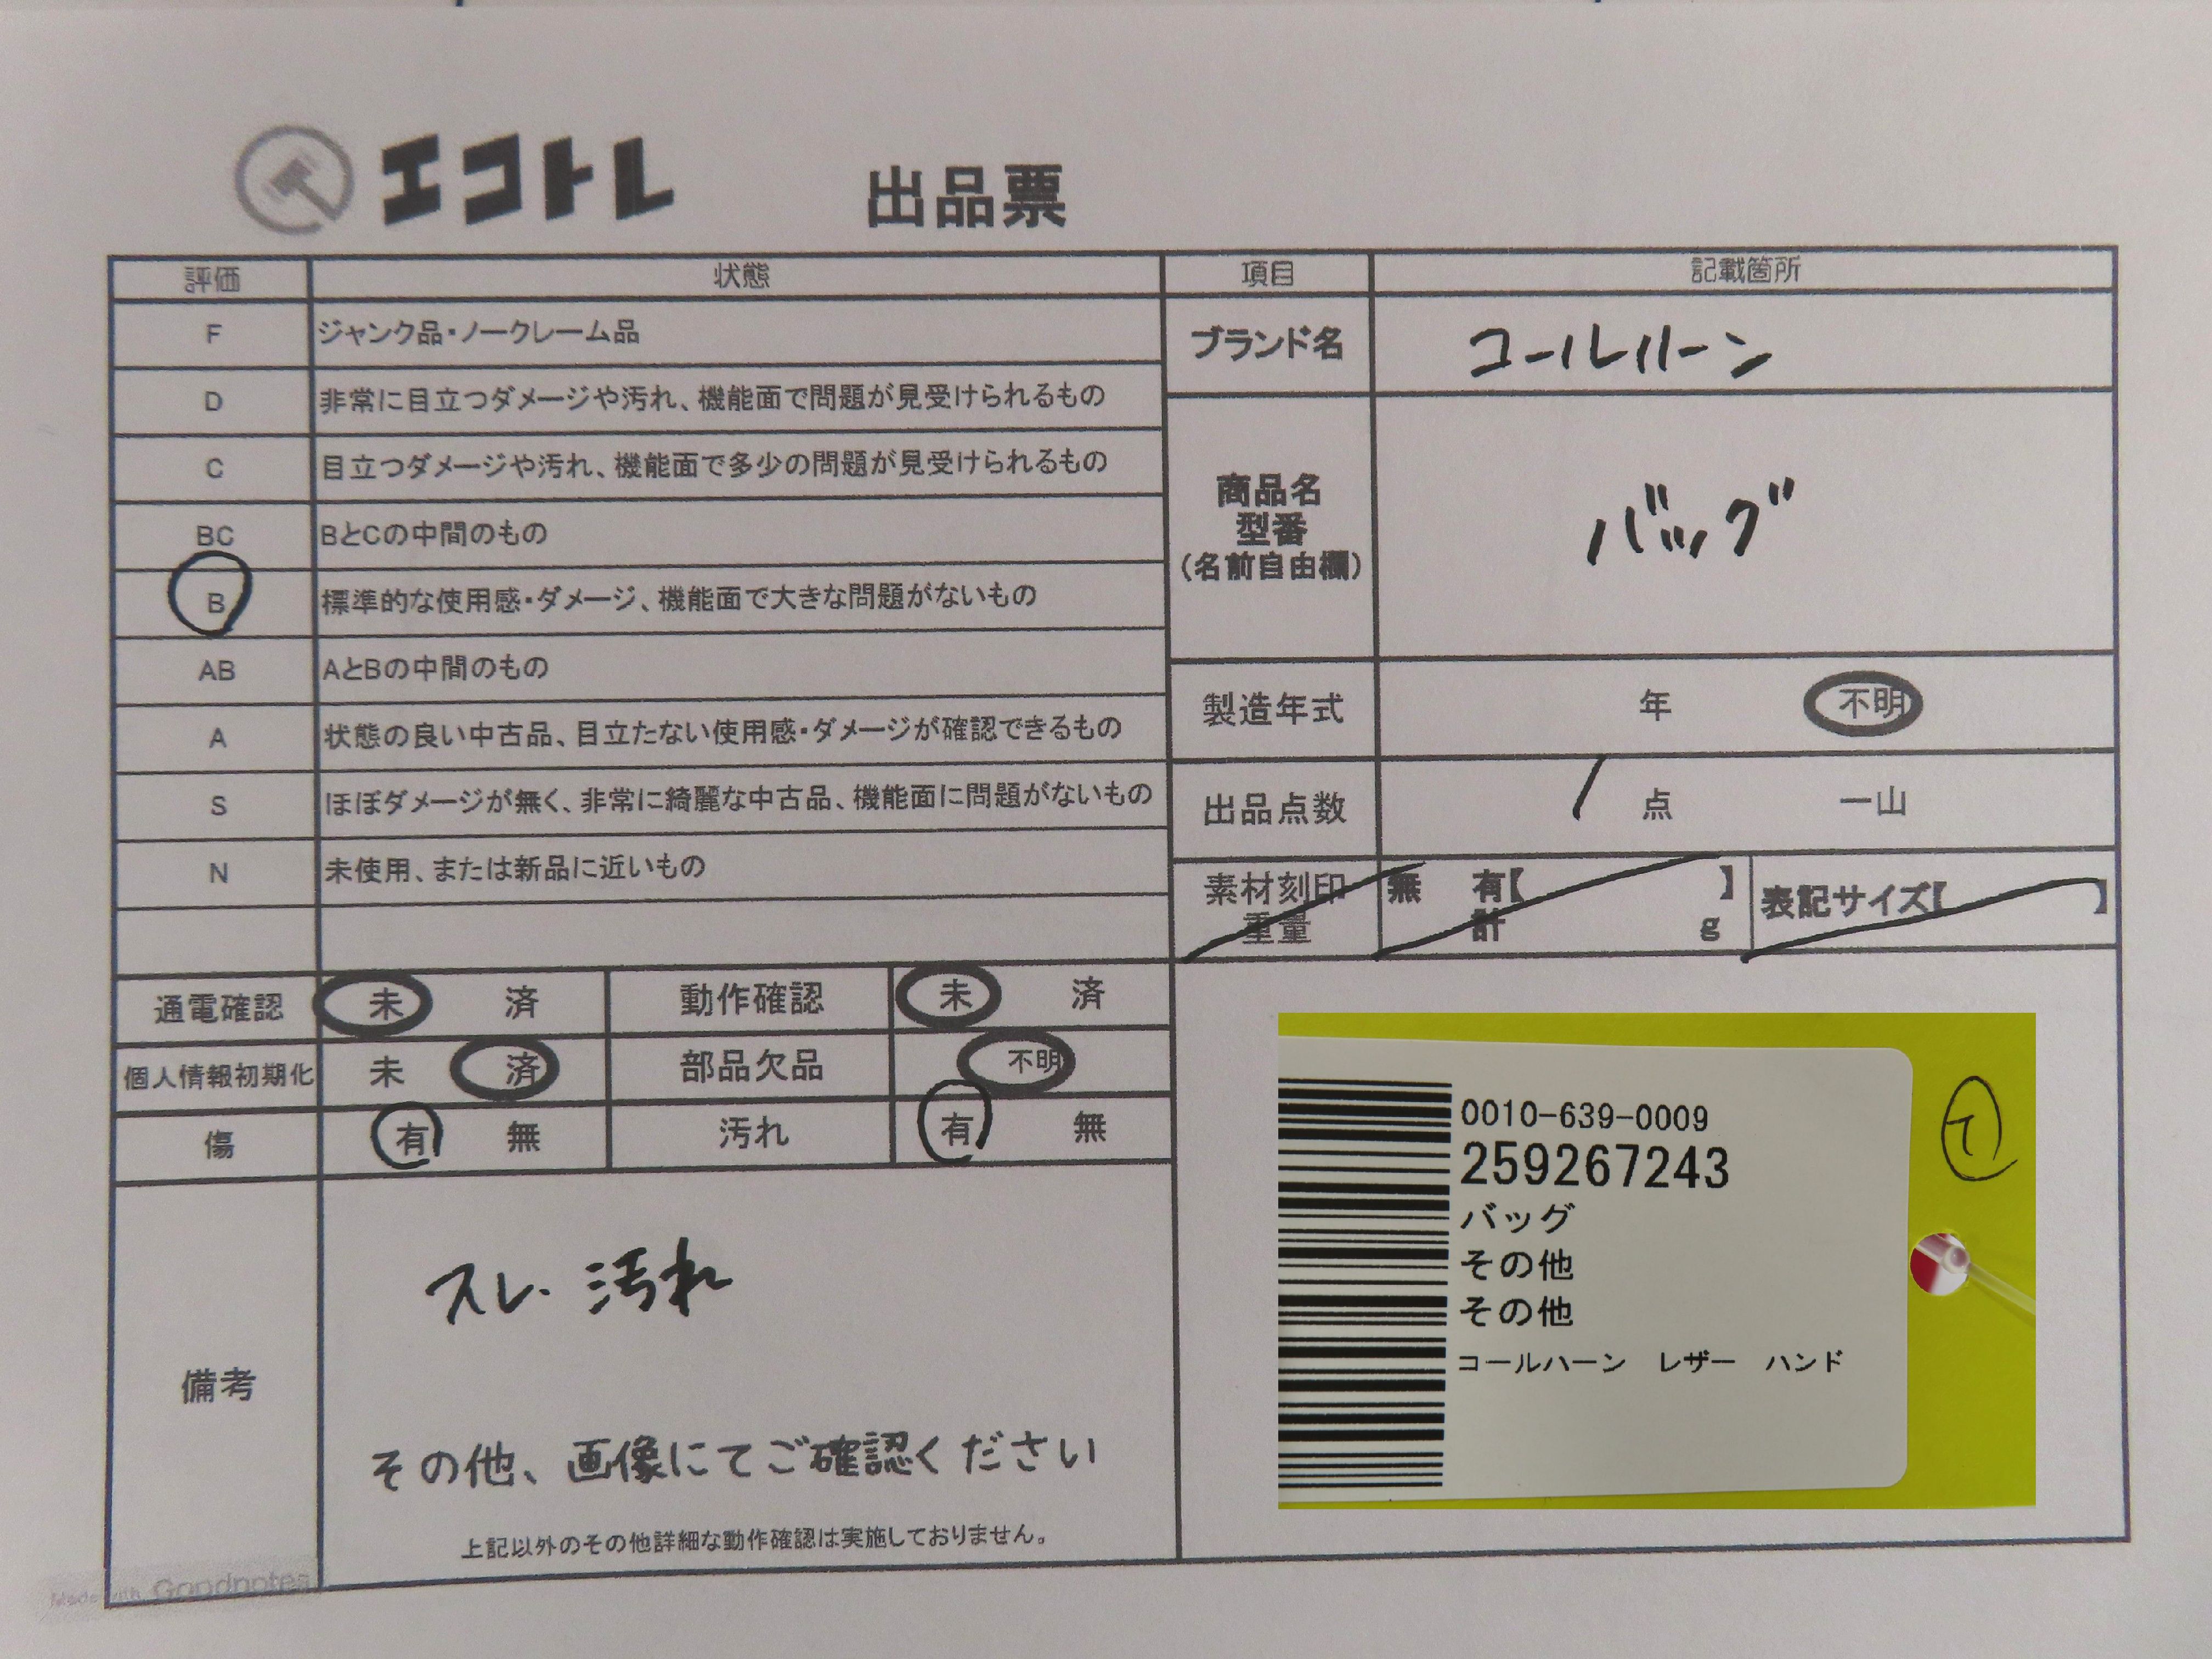 エコトレ 出品票
評価 状態
F ジャンク品・ノークレーム品
D 非常に目立つダメージや汚れ、機能面で問題が見受けられるもの
C 目立つダメージや汚れ、機能面で多少の問題が見受けられるもの
BC BとCの中間のもの
B 標準的な使用感・ダメージ、機能面で大きな問題がないもの
AB AとBの中間のもの
A 状態の良い中古品、目立たない使用感・ダメージが確認できるもの
S ほぼダメージが無く、非常に綺麗な中古品、機能面に問題がないもの
N 未使用、または新品に近いもの
項目 記載箇所
ブランド名 コールハーン
商品名
型番
(名前自由欄)
バッグ
製造年式 年 不明
出品点数 1 点 一山
素材刻印 無 有【 】 表記サイズ【 】
重量 計 g
通電確認 未 済 動作確認 未 済
個人情報初期化 未 済 部品欠品 不明
傷 有 無 汚れ 有 無
備考
スレ・汚れ
その他、画像にてご確認ください
上記以外のその他詳細な動作確認は実施しておりません。
Made with Goodnotes
0010-639-0009
259267243
バッグ
その他
その他
コールハーン レザー ハンド